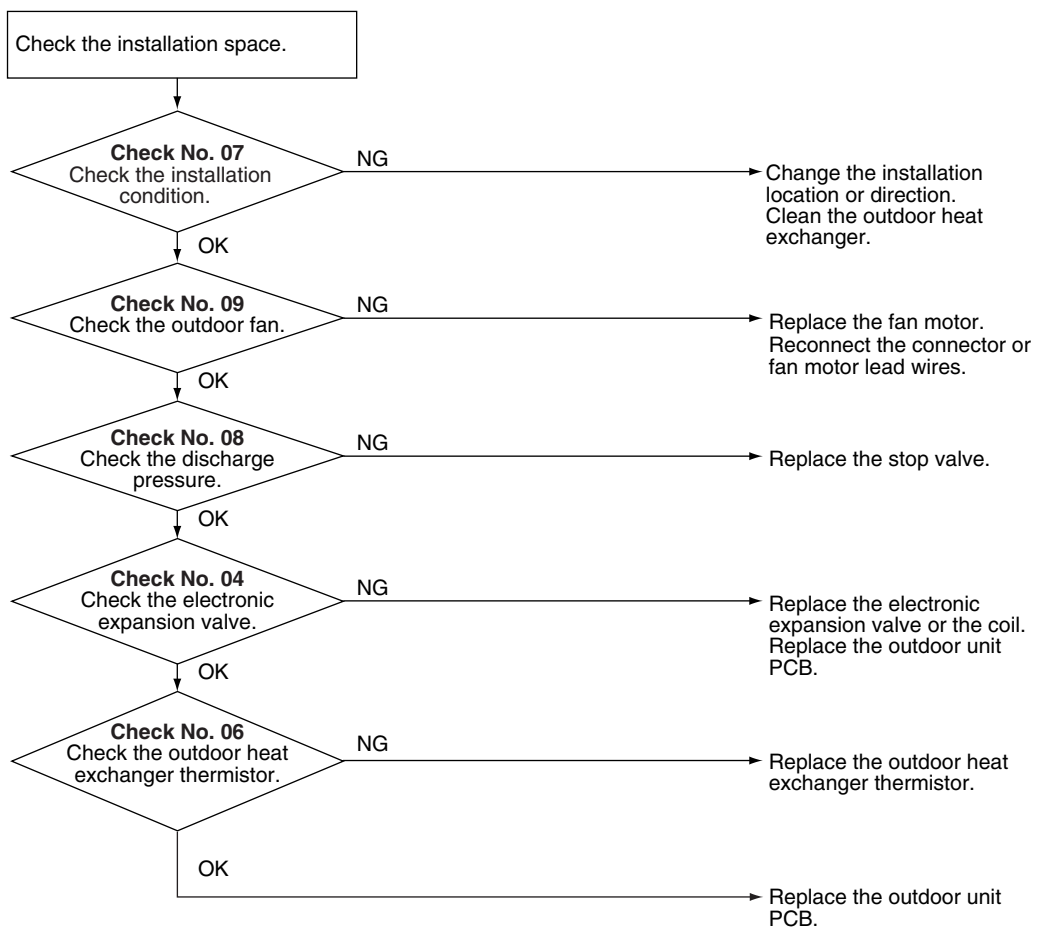 Check the installation space.
Check No. 07
Check the installation
condition.
NG
Change the installation
location or direction.
Clean the outdoor heat
exchanger.
OK
Check No. 09
Check the outdoor fan.
NG
Replace the fan motor.
Reconnect the connector or
fan motor lead wires.
OK
Check No. 08
Check the discharge
pressure.
NG
Replace the stop valve.
OK
Check No. 04
Check the electronic
expansion valve.
NG
Replace the electronic
expansion valve or the coil.
Replace the outdoor unit
PCB.
OK
Check No. 06
Check the outdoor heat
exchanger thermistor.
NG
Replace the outdoor heat
exchanger thermistor.
OK
Replace the outdoor unit
PCB.